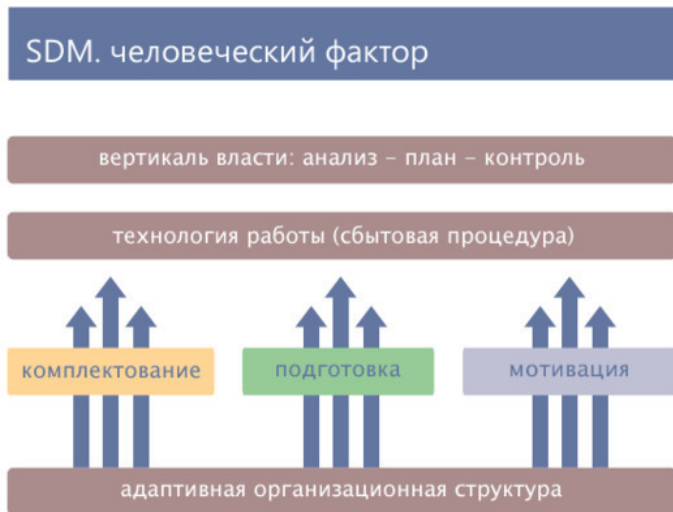 SDM. человеческий фактор
вертикаль власти: анализ – план – контроль
технология работы (сбытовая процедура)
комплектование
подготовка
мотивация
адаптивная организационная структура